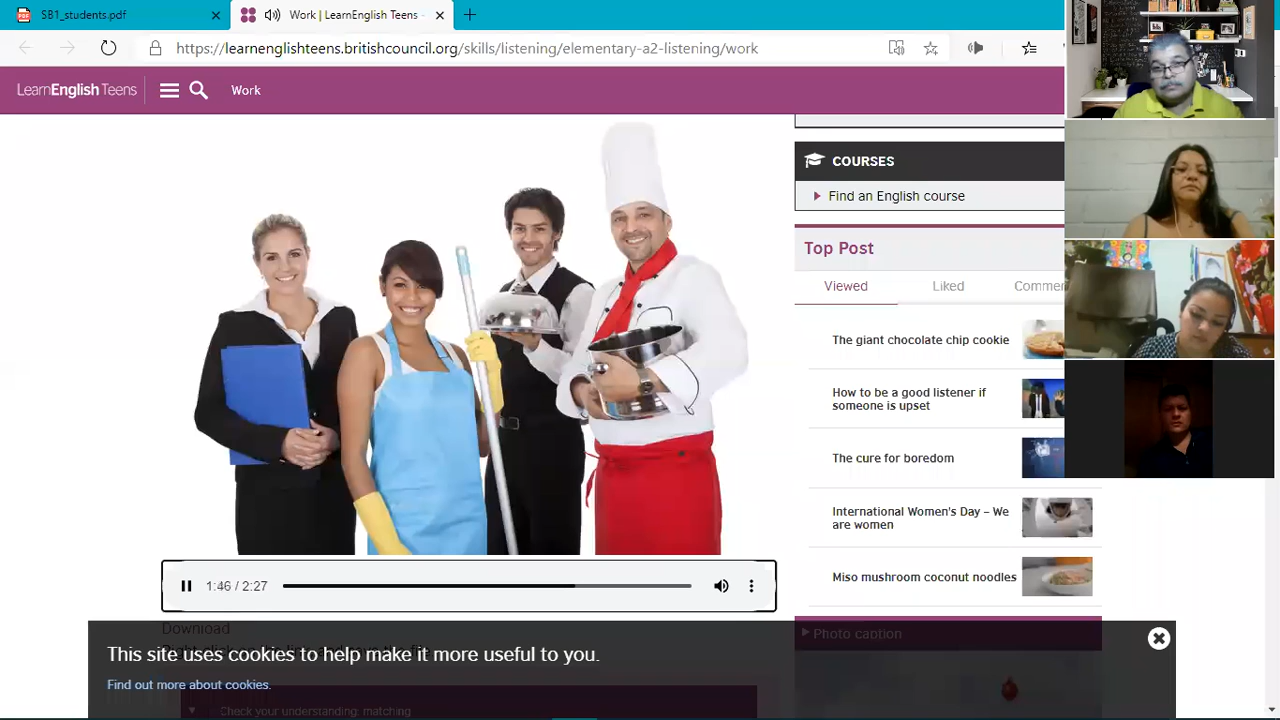 SB1_students.pdf
Work | LearnEnglish Teens -
https://learnenglishteens.britishcouncil.org/skills/listening/elementary-a2-listening/work
LearnEnglish Teens
Work
COURSES
Find an English course
Top Post
Viewed Liked Commen
The giant chocolate chip cookie
How to be a good listener if
someone is upset
The cure for boredom
International Women's Day – We
are women
Miso mushroom coconut noodles
1:46 / 2:27
Download
Photo caption
This site uses cookies to help make it more useful to you.
Find out more about cookies.
Check your understanding: matching